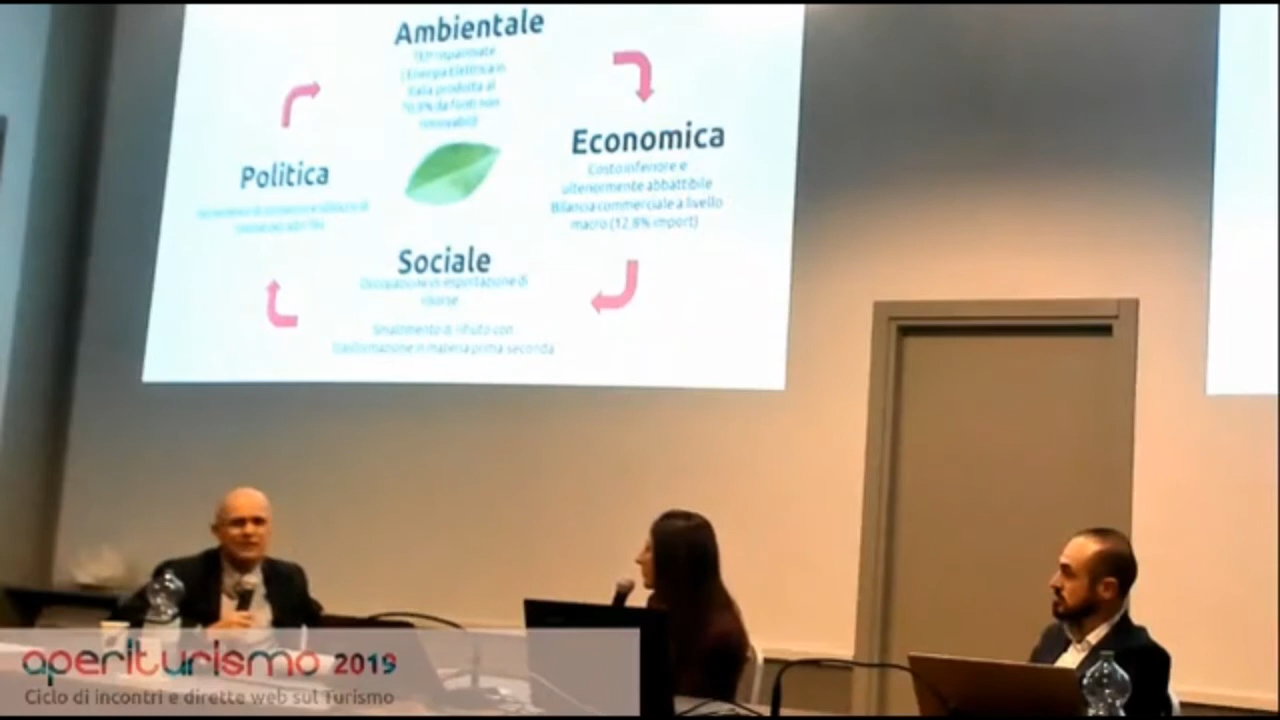 Ambientale
TEP risparmiate
Energia Elettrica in
Italia prodotta al
da fonti non
rinnovabili
Economica
Costo inferiore e
ulteriormente abbattibile
Bilancia commerciale a livello
macro (12,8% import)
Politica
Sociale
Occupazione vs esportazione di
risorse
Smaltimento di rifiuto con
trasformazione in materia prima seconda
aperiturismo 2019
Ciclo di incontri e dirette web sul Turismo